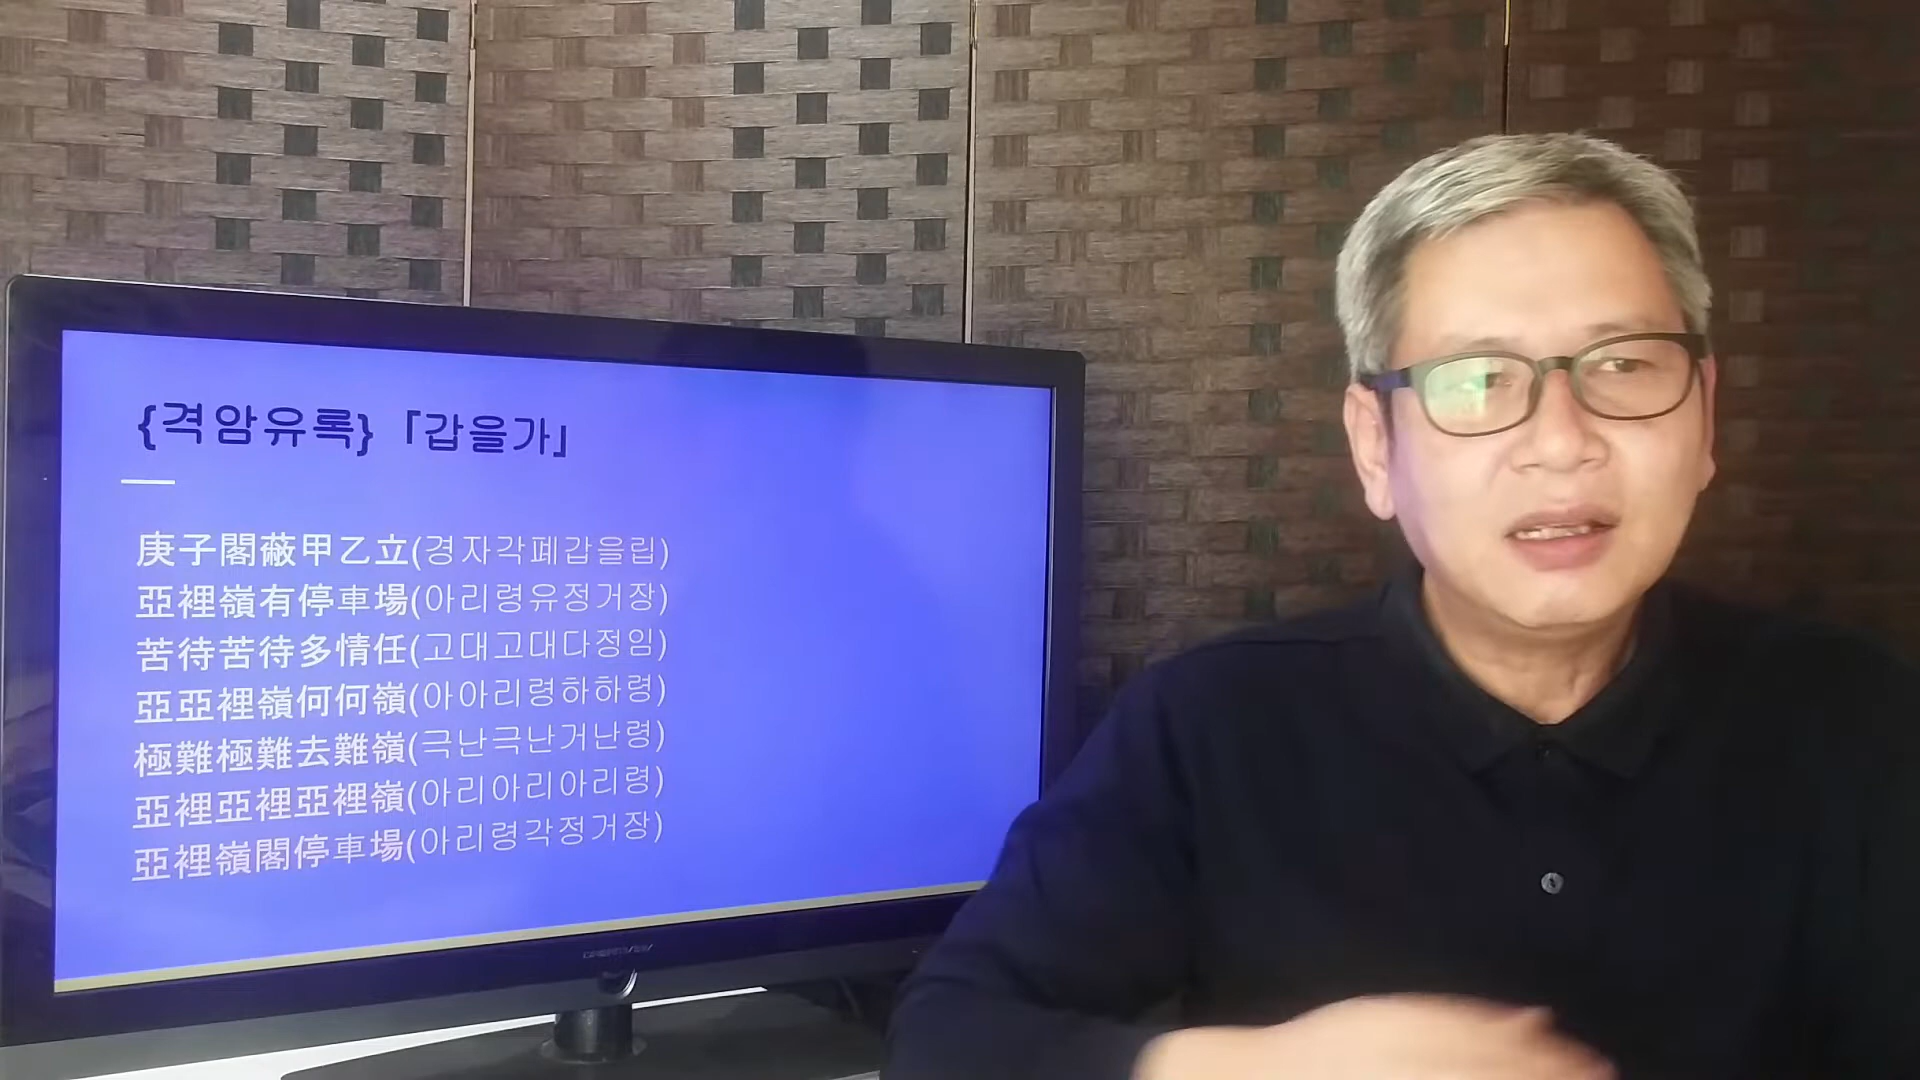 {격암유록}「갑을가」
庚子閣蔽甲乙立(경자각폐갑을립)
亞裡嶺有停車場(아리령유정거장)
苦待苦待多情任(고대고대다정임)
亞亞裡嶺何何嶺(아아리령하하령)
極難極難去難嶺(극난극난거난령)
亞裡亞裡亞裡嶺(아리아리아리령)
亞裡嶺閣停車場(아리령각정거장)